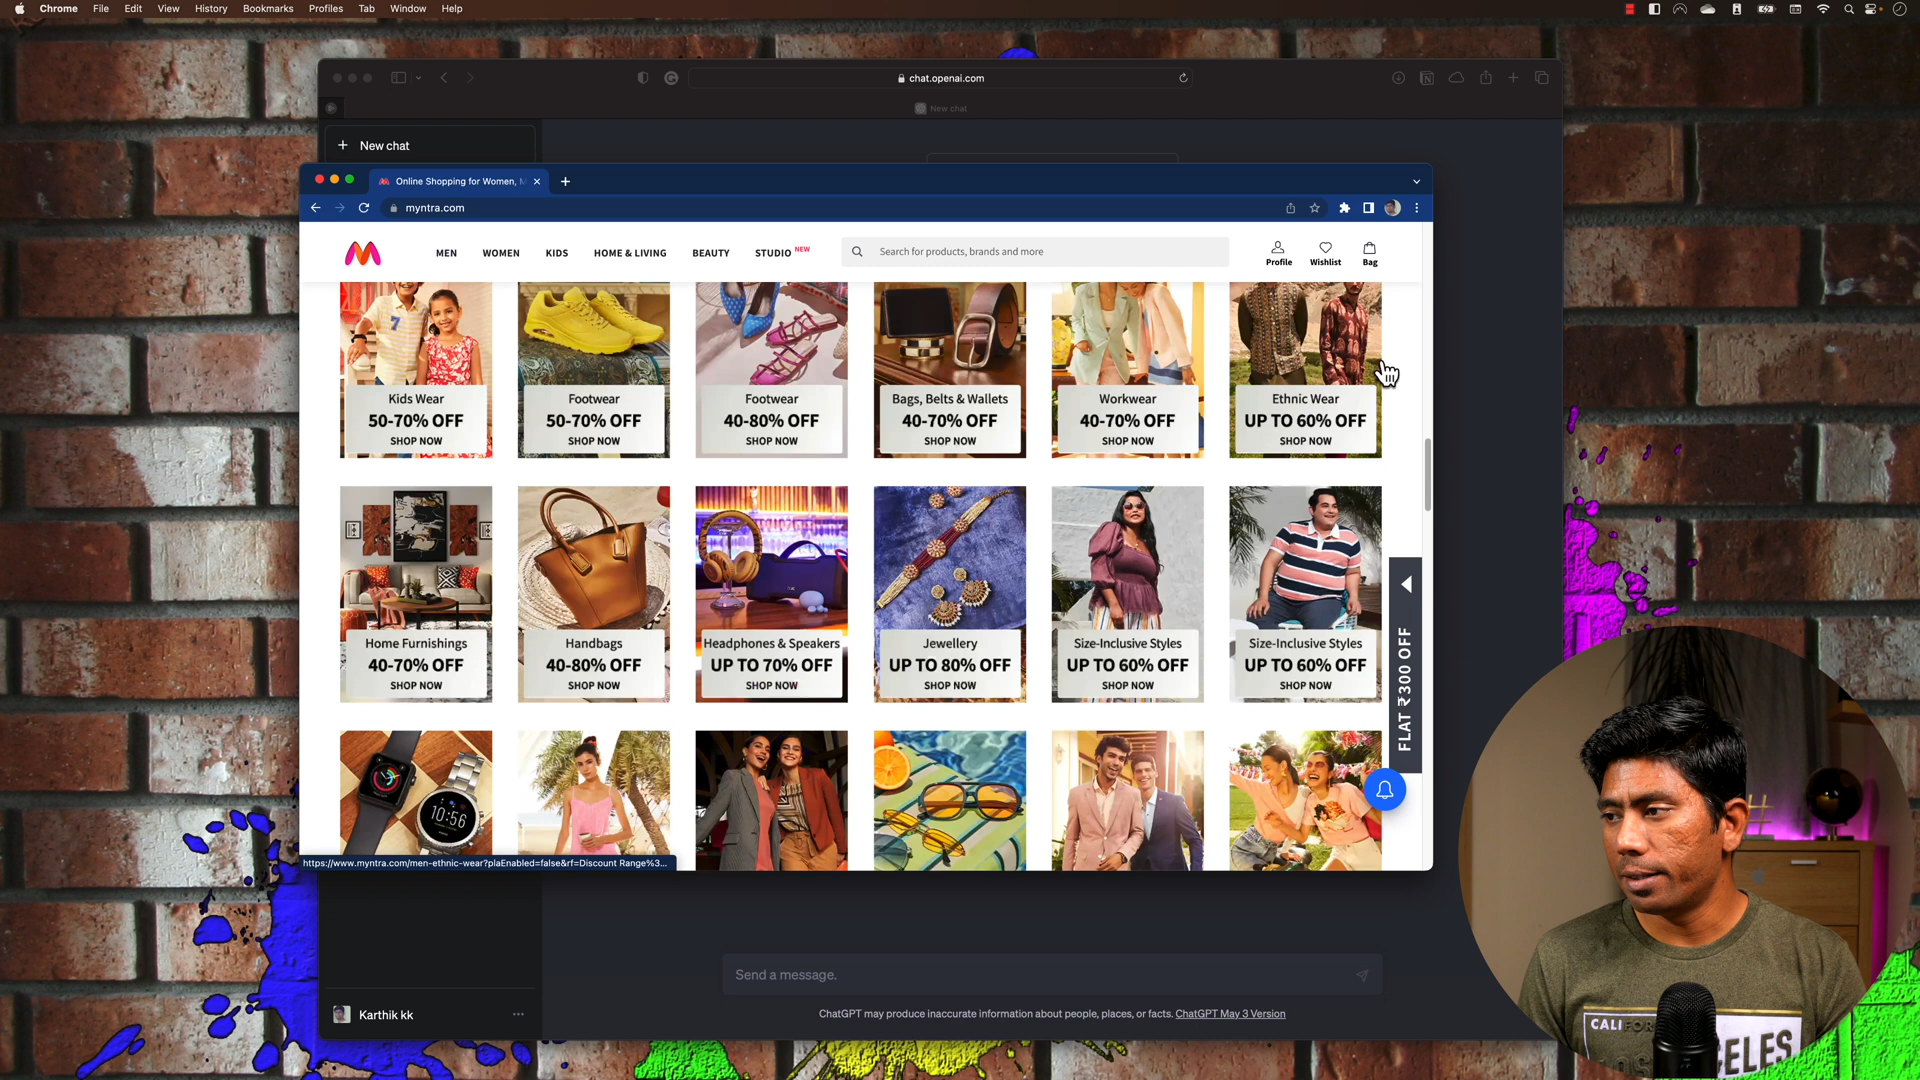 Chrome File Edit View History Bookmarks Profiles Tab Window Help
chat.openai.com
New chat
New chat
Online Shopping for Women, M
myntra.com
MEN WOMEN KIDS HOME & LIVING BEAUTY STUDIO NEW
Search for products, brands and more
Profile Wishlist Bag
7
Kids Wear
50-70% OFF
SHOP NOW
Footwear
50-70% OFF
SHOP NOW
Footwear
40-80% OFF
SHOP NOW
Bags, Belts & Wallets
40-70% OFF
SHOP NOW
Workwear
40-70% OFF
SHOP NOW
Ethnic Wear
UP TO 60% OFF
SHOP NOW
Home Furnishings
40-70% OFF
SHOP NOW
Handbags
40-80% OFF
SHOP NOW
Headphones & Speakers
UP TO 70% OFF
SHOP NOW
Jewellery
UP TO 80% OFF
SHOP NOW
Size-Inclusive Styles
UP TO 60% OFF
SHOP NOW
Size-Inclusive Styles
UP TO 60% OFF
SHOP NOW
FLAT ₹300 OFF
10:56
https://www.myntra.com/men-ethnic-wear?plaEnabled=false&rf=Discount Range%3...
Send a message.
ChatGPT may produce inaccurate information about people, places, or facts. ChatGPT May 3 Version
Karthik kk